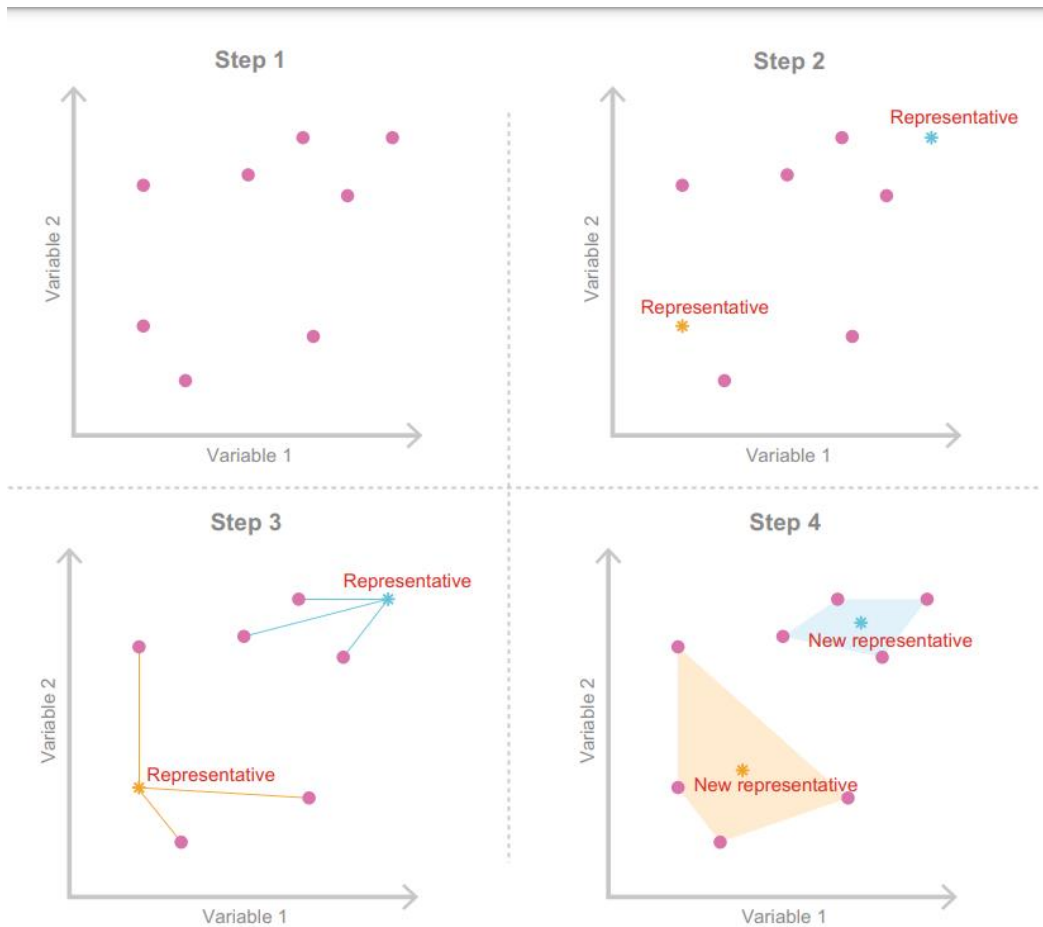 Step 1
Variable 2
Variable 1
Step 2
Representative
Representative
Variable 2
Variable 1
Step 3
Representative
Representative
Variable 2
Variable 1
Step 4
New representative
New representative
Variable 2
Variable 1